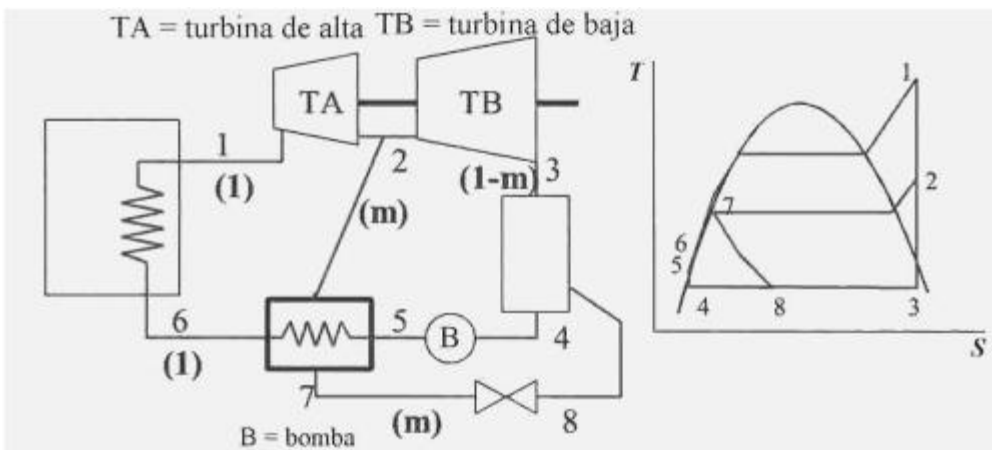 TA = turbina de alta TB = turbina de baja
TA
TB
1
(1)
2
(m)
3
(1-m)
6
(1)
5
B
4
7
(m)
8
B = bomba
T
1
2
7
6
5
4
8
3
S